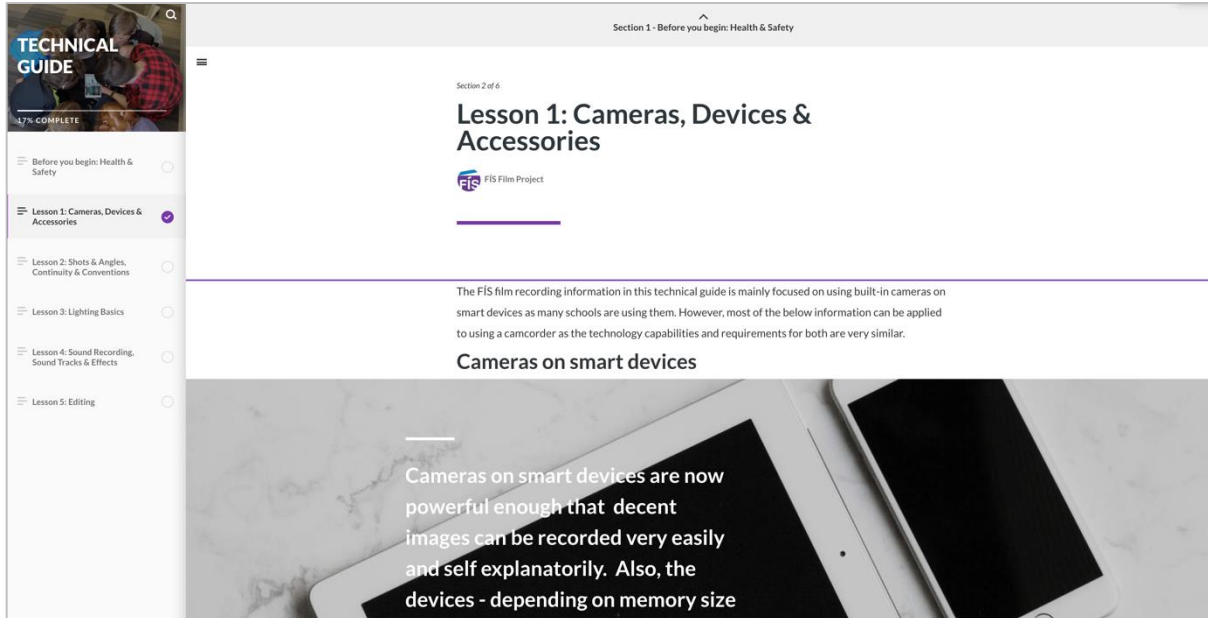 TECHNICAL
GUIDE
17% COMPLETE
Before you begin: Health &
Safety
Lesson 1: Cameras, Devices &
Accessories
Lesson 2: Shots & Angles,
Continuity & Conventions
Lesson 3: Lighting Basics
Lesson 4: Sound Recording,
Sound Tracks & Effects
Lesson 5: Editing
Section 1 - Before you begin: Health & Safety
Section 2 of 6
Lesson 1: Cameras, Devices &
Accessories
FÍS
FÍS Film Project
The FÍS film recording information in this technical guide is mainly focused on using built-in cameras on
smart devices as many schools are using them. However, most of the below information can be applied
to using a camcorder as the technology capabilities and requirements for both are very similar.
Cameras on smart devices
Cameras on smart devices are now
powerful enough that decent
images can be recorded very easily
and self explanatorily. Also, the
devices - depending on memory size